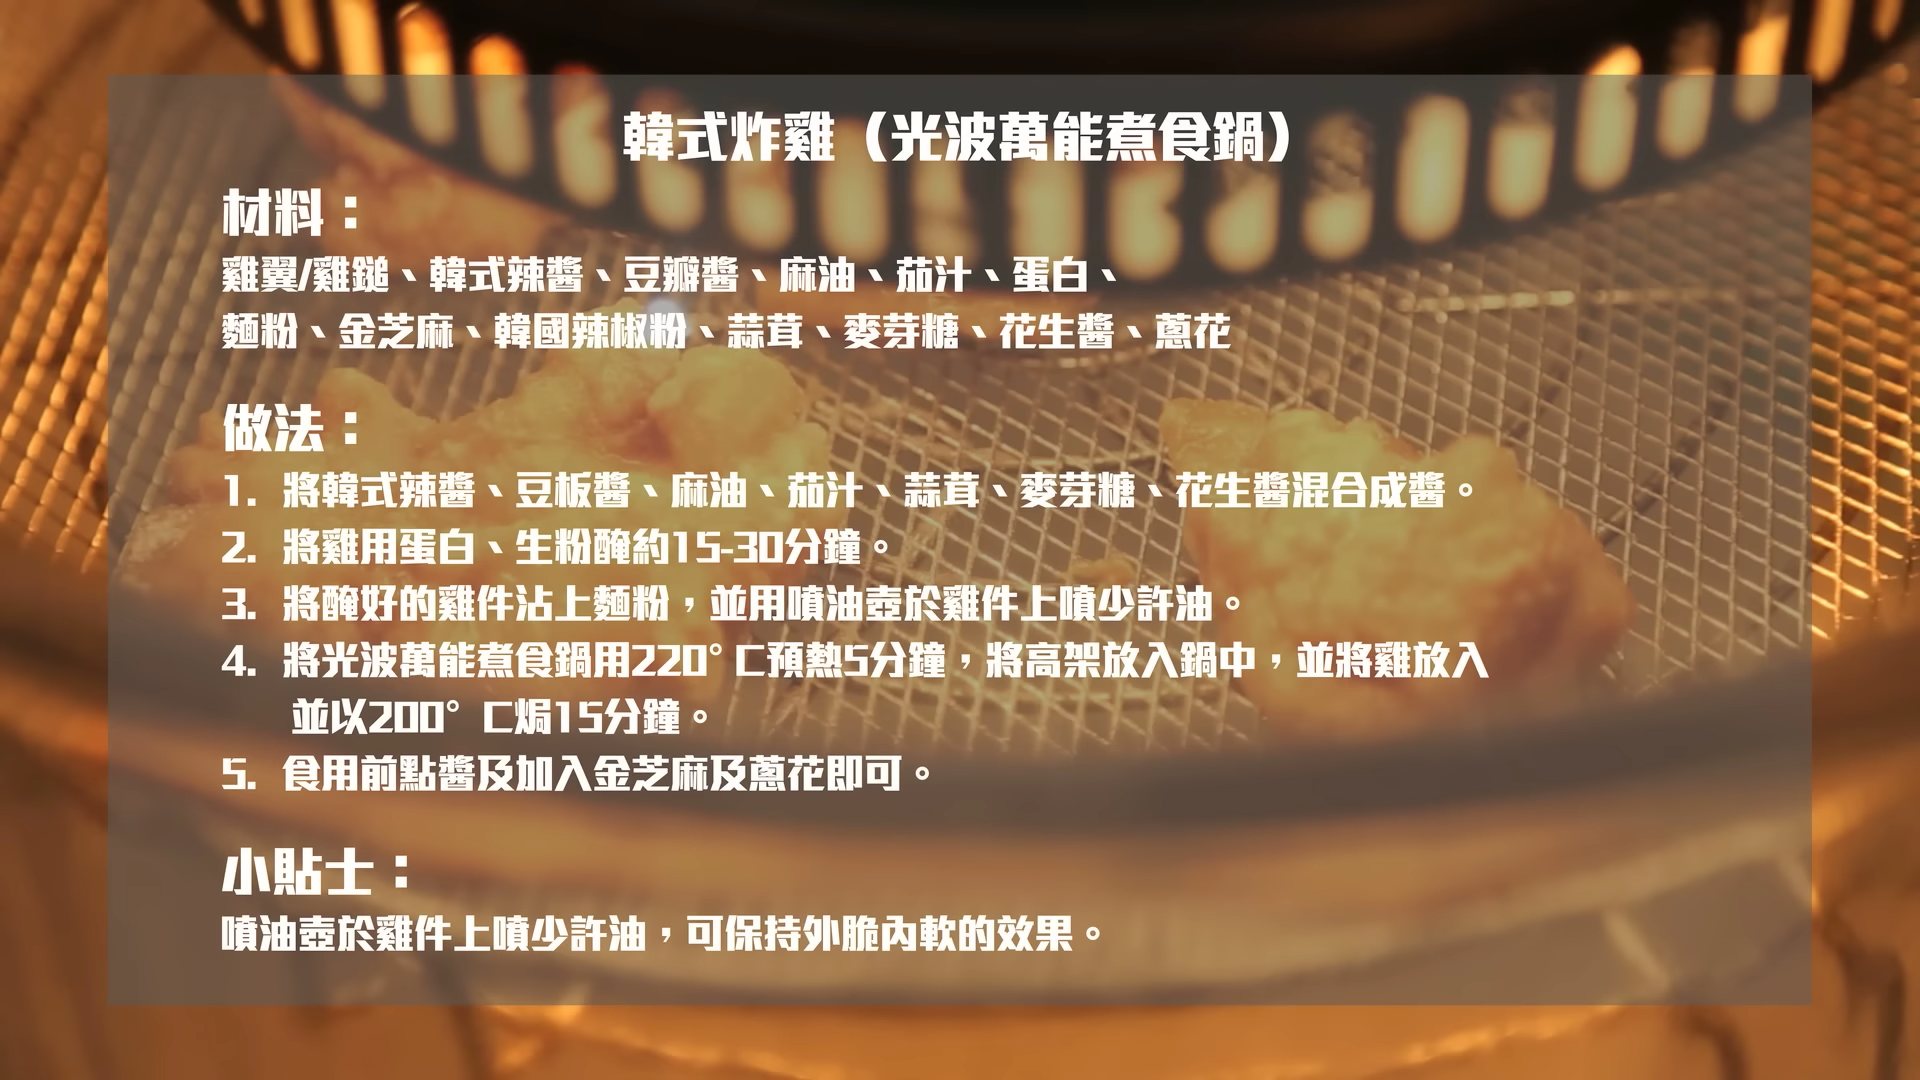 韓式炸雞（光波萬能煮食鍋）
材料：
雞翼/雞鎚、韓式辣醬、豆瓣醬、麻油、茄汁、蛋白、
麵粉、金芝麻、韓國辣椒粉、蒜茸、麥芽糖、花生醬、蔥花
做法：
1. 將韓式辣醬、豆板醬、麻油、茄汁、蒜茸、麥芽糖、花生醬混合成醬。
2. 將雞用蛋白、生粉醃約15-30分鐘。
3. 將醃好的雞件沾上麵粉，並用噴油壺於雞件上噴少許油。
4. 將光波萬能煮食鍋用220°C預熱5分鐘，將高架放入鍋中，並將雞放入
並以200°C焗15分鐘。
5. 食用前點醬及加入金芝麻及蔥花即可。
小貼士：
噴油壺於雞件上噴少許油，可保持外脆內軟的效果。